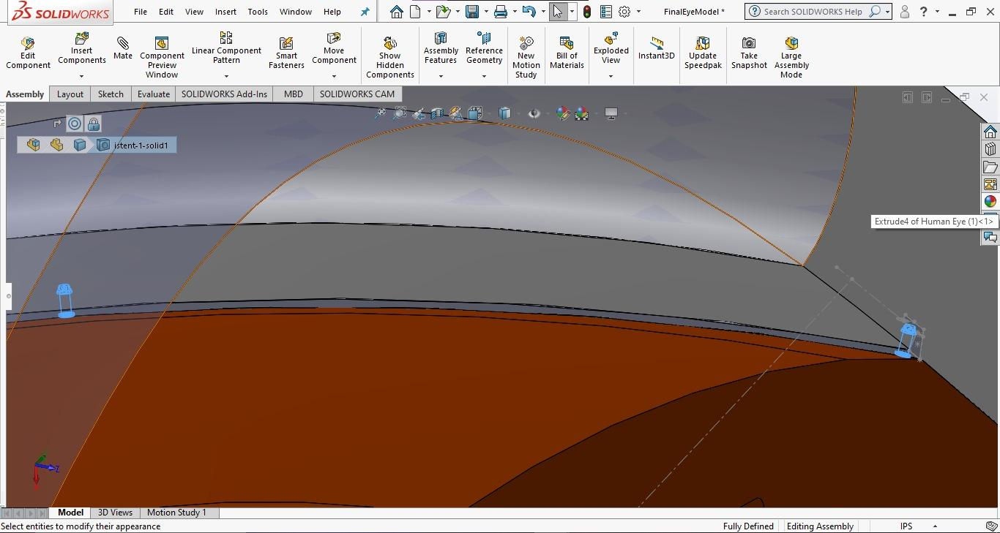 SOLIDWORKS File Edit View Insert Tools Window Help FinalEyeModel * Search SOLIDWORKS Help ?
Edit Component
Insert Components
Mate
Component Preview Window
Linear Component Pattern
Smart Fasteners
Move Component
Show Hidden Components
Assembly Features
Reference Geometry
New Motion Study
Bill of Materials
Exploded View
Instant3D
Update Speedpak
Take Snapshot
Large Assembly Mode
Assembly Layout Sketch Evaluate SOLIDWORKS Add-Ins MBD SOLIDWORKS CAM
istent-1-solid1
Extrude4 of Human Eye (1)<1>
Z
Model 3D Views Motion Study 1
Select entities to modify their appearance Fully Defined Editing Assembly IPS